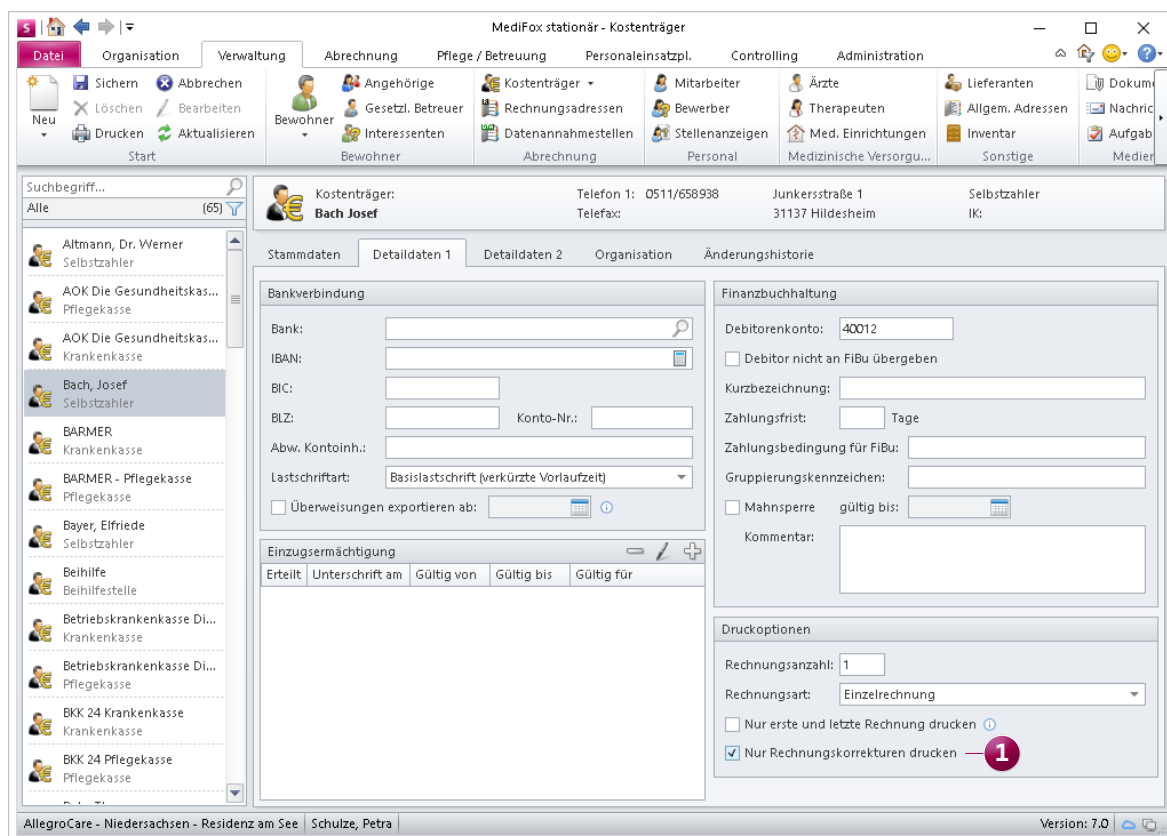 S
MediFox stationär - Kostenträger
Datei Organisation Verwaltung Abrechnung Pflege / Betreuung Personaleinsatzpl. Controlling Administration
Neu
Sichern Abbrechen
Löschen Bearbeiten
Drucken Aktualisieren
Start
Bewohner
Angehörige
Gesetzl. Betreuer
Interessenten
Bewohner
Kostenträger
Rechnungsadressen
Datenannahmestellen
Abrechnung
Mitarbeiter
Bewerber
Stellenanzeigen
Personal
Ärzte
Therapeuten
Med. Einrichtungen
Medizinische Versorgu...
Lieferanten
Allgem. Adressen
Inventar
Sonstige
Dokum
Nachric
Aufgab
Medier
Suchbegriff...
Alle (65)
Altmann, Dr. Werner
Selbstzahler
AOK Die Gesundheitskas...
Pflegekasse
AOK Die Gesundheitskas...
Krankenkasse
Bach, Josef
Selbstzahler
BARMER
Krankenkasse
BARMER - Pflegekasse
Pflegekasse
Bayer, Elfriede
Selbstzahler
Beihilfe
Beihilfestelle
Betriebskrankenkasse Di...
Krankenkasse
Betriebskrankenkasse Di...
Pflegekasse
BKK 24 Krankenkasse
Krankenkasse
BKK 24 Pflegekasse
Pflegekasse
Kostenträger: Telefon 1: 0511/658938 Junkersstraße 1 Selbstzahler
Bach Josef Telefax: 31137 Hildesheim IK:
Stammdaten Detaildaten 1 Detaildaten 2 Organisation Änderungshistorie
Bankverbindung
Bank:
IBAN:
BIC:
BLZ: Konto-Nr.:
Abw. Kontoinh.:
Lastschriftart: Basislastschrift (verkürzte Vorlaufzeit)
Überweisungen exportieren ab:
Einzugsermächtigung
Erteilt Unterschrift am Gültig von Gültig bis Gültig für
Finanzbuchhaltung
Debitorenkonto: 40012
Debitor nicht an FiBu übergeben
Kurzbezeichnung:
Zahlungsfrist: Tage
Zahlungsbedingung für FiBu:
Gruppierungskennzeichen:
Mahnsperre gültig bis:
Kommentar:
Druckoptionen
Rechnungsanzahl: 1
Rechnungsart: Einzelrechnung
Nur erste und letzte Rechnung drucken
Nur Rechnungskorrekturen drucken 1
AllegroCare - Niedersachsen - Residenz am See Schulze, Petra Version: 7.0